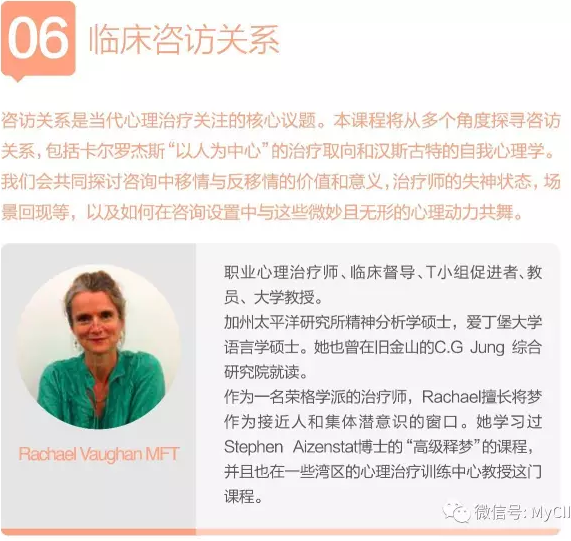 06 临床咨访关系
咨访关系是当代心理治疗关注的核心议题。本课程将从多个角度探寻咨访
关系，包括卡尔罗杰斯“以人为中心”的治疗取向和汉斯古特的自我心理学。
我们会共同探讨咨询中移情与反移情的价值和意义，治疗师的失神状态，场
景回现等，以及如何在咨询设置中与这些微妙且无形的心理动力共舞。
Rachael Vaughan MFT
职业心理治疗师、临床督导、T小组促进者、教
员、大学教授。
加州太平洋研究所精神分析学硕士，爱丁堡大学
语言学硕士。她也曾在旧金山的C.G Jung 综合
研究院就读。
作为一名荣格学派的治疗师，Rachael擅长将梦
作为接近人和集体潜意识的窗口。她学习过
Stephen Aizenstat博士的“高级释梦”的课程，
并且也在一些湾区的心理治疗训练中心教授这门
课程。
微信号: MyCII